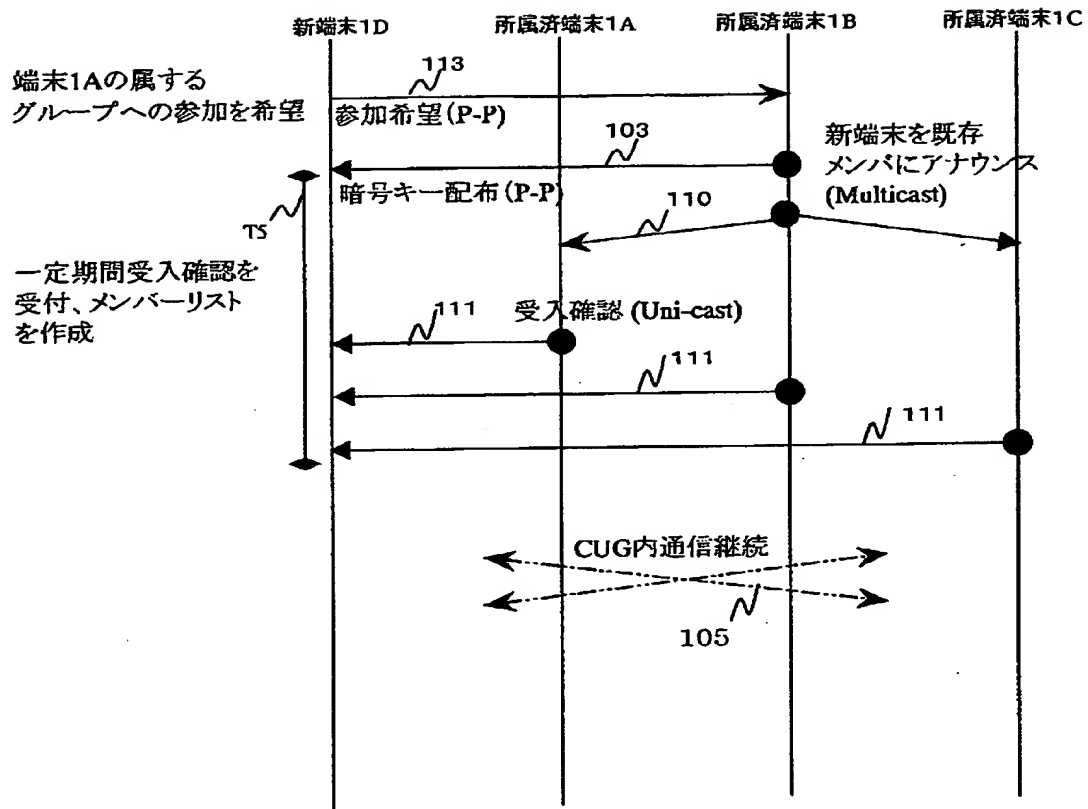 新端末1D
所属済端末1A
所属済端末1B
所属済端末1C
端末1Aの属する
グループへの参加を希望
113
参加希望(P-P)
103
新端末を既存
メンバにアナウンス
(Multicast)
暗号キー配布(P-P)
110
T5
一定期間受入確認を
受付、メンバーリスト
を作成
111
受入確認 (Uni-cast)
111
111
CUG内通信継続
105